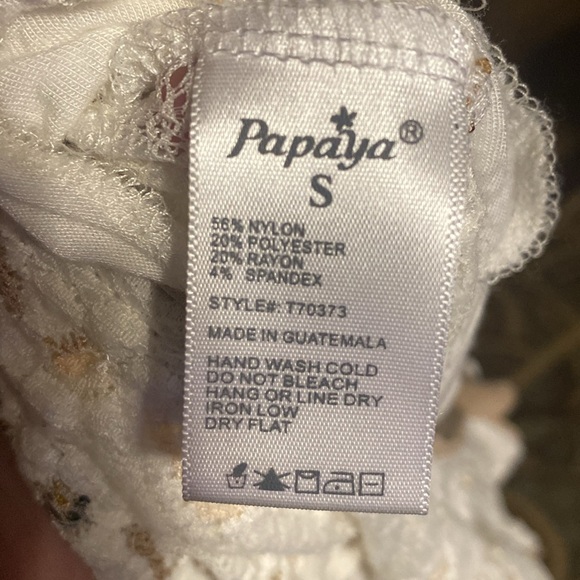 Papaya®
S
56% NYLON
20% POLYESTER
20% RAYON
4% SPANDEX
STYLE#: T70373
MADE IN GUATEMALA
HAND WASH COLD
DO NOT BLEACH
HANG OR LINE DRY
IRON LOW
DRY FLAT